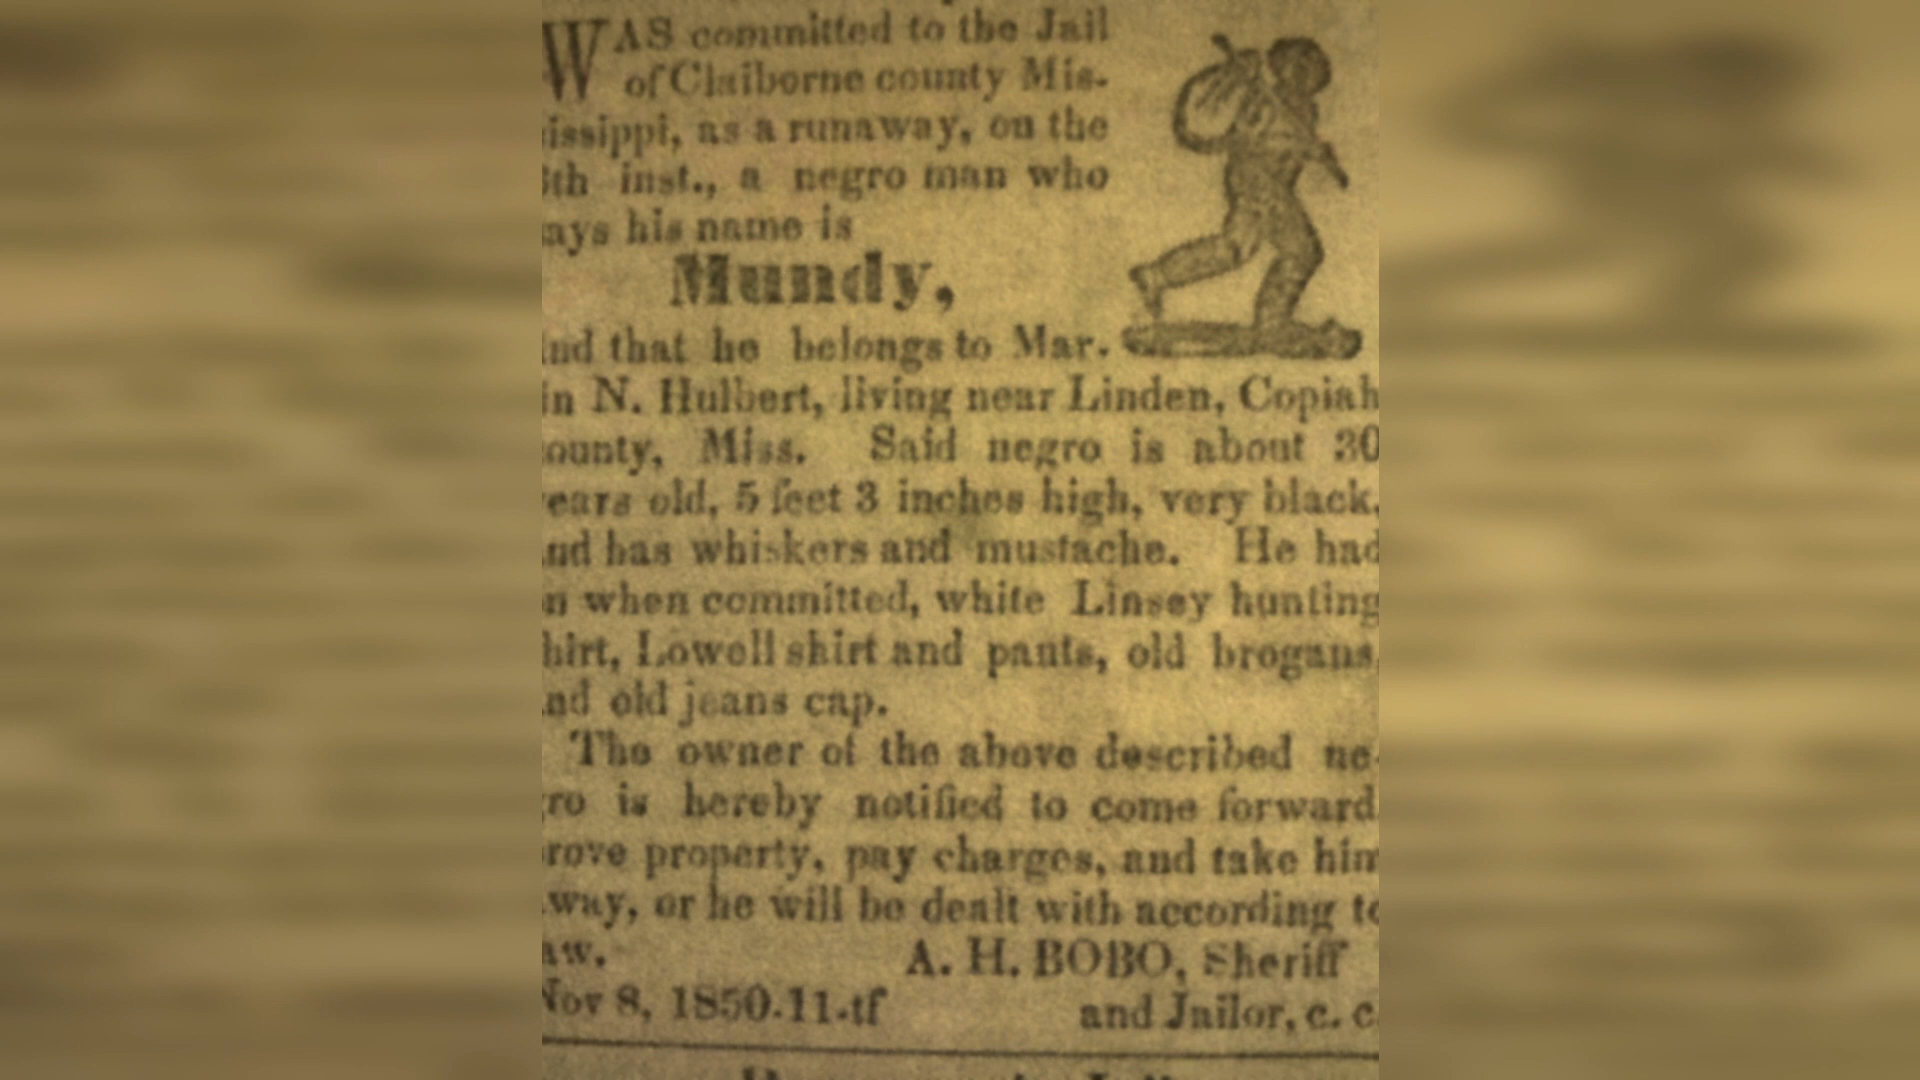 WAS committed to the Jail
of Claiborne county Mis-
issippi, as a runaway, on the
th inst., a negro man who
ays his name is
Mundy,
nd that he belongs to Mar-
in N. Hulbert, living near Linden, Copiah
ounty, Miss. Said negro is about 30
ears old, 5 feet 3 inches high, very black,
nd has whiskers and mustache. He had
n when committed, white Linsey hunting
hirt, Lowell shirt and pants, old brogans,
nd old jeans cap.
The owner of the above described ne-
ro is hereby notified to come forward
rove property, pay charges, and take him
way, or he will be dealt with according to
aw. A. H. BOBO, Sheriff
Nov 8, 1850-11-tf and Jailor, c. c